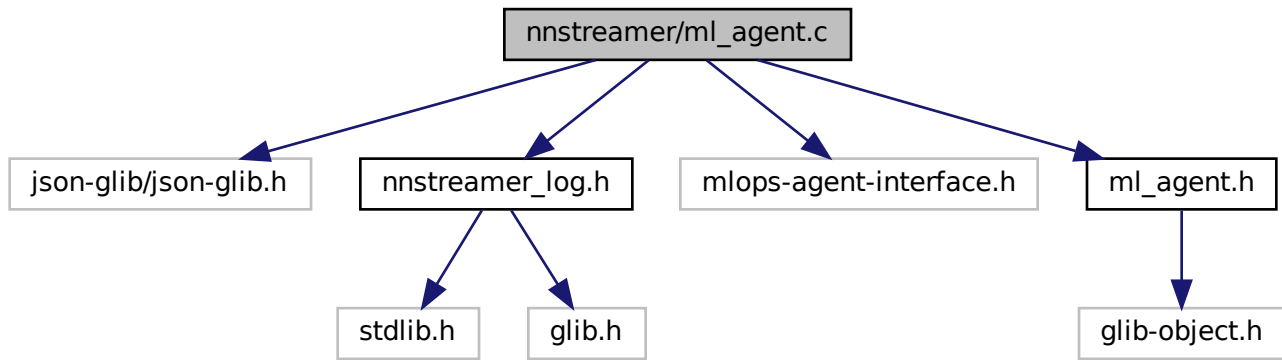 nnstreamer/ml_agent.c
json-glib/json-glib.h
nnstreamer_log.h
mlops-agent-interface.h
ml_agent.h
stdlib.h
glib.h
glib-object.h